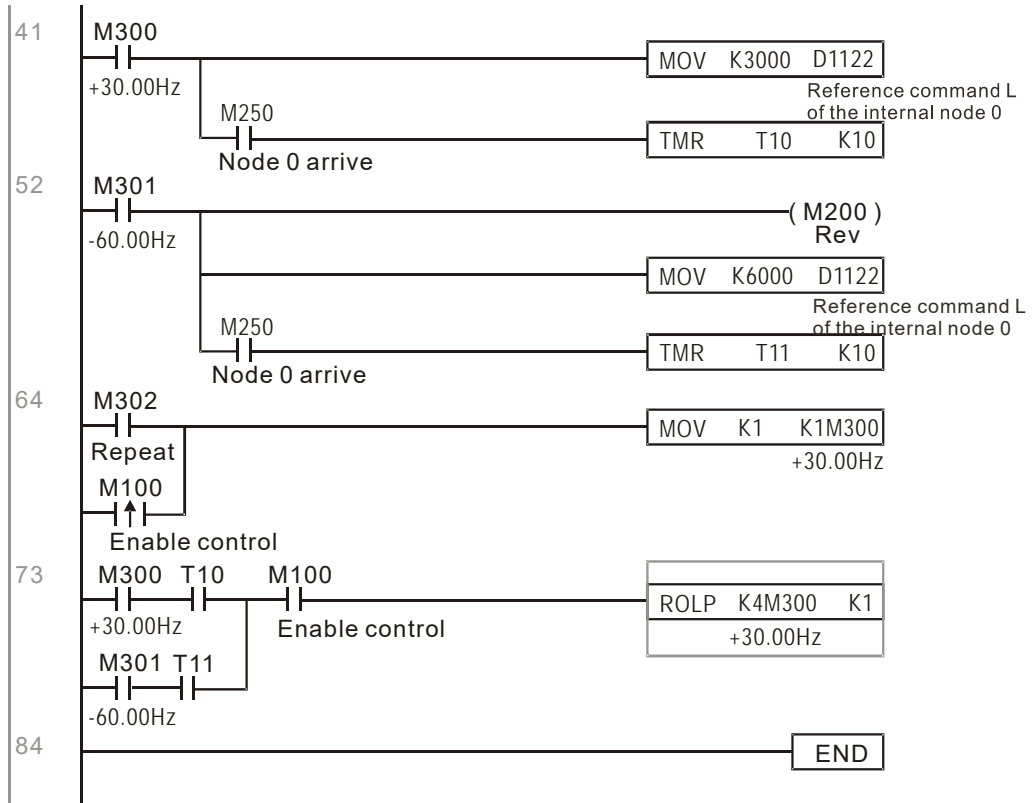 41
M300
MOV K3000 D1122
+30.00Hz
Reference command L
of the internal node 0
M250
TMR T10 K10
Node 0 arrive
52
M301
( M200 )
Rev
-60.00Hz
MOV K6000 D1122
Reference command L
of the internal node 0
M250
TMR T11 K10
Node 0 arrive
64
M302
MOV K1 K1M300
Repeat
+30.00Hz
M100
Enable control
73
M300 T10 M100
ROLP K4M300 K1
+30.00Hz
Enable control
+30.00Hz
M301 T11
-60.00Hz
84
END